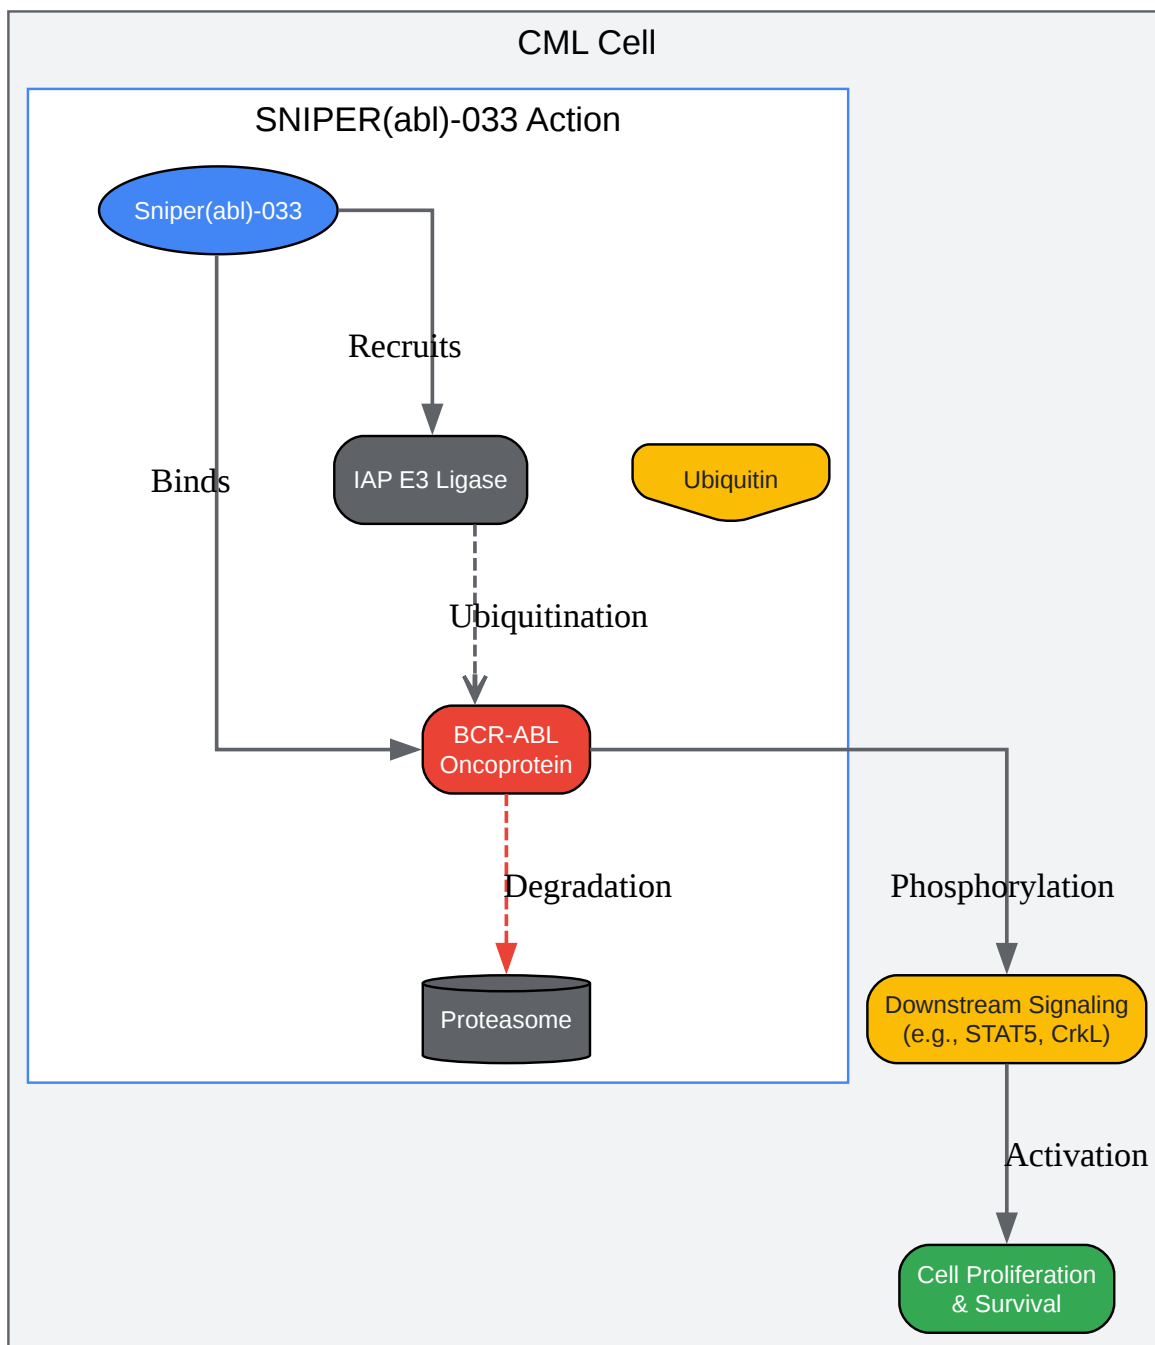 CML Cell
SNIPER(abl)-033 Action
Sniper(abl)-033
Recruits
Binds
IAP E3 Ligase
Ubiquitin
Ubiquitination
BCR-ABL
Oncoprotein
Degradation
Phosphorylation
Proteasome
Downstream Signaling
(e.g., STAT5, CrkL)
Activation
Cell Proliferation
& Survival